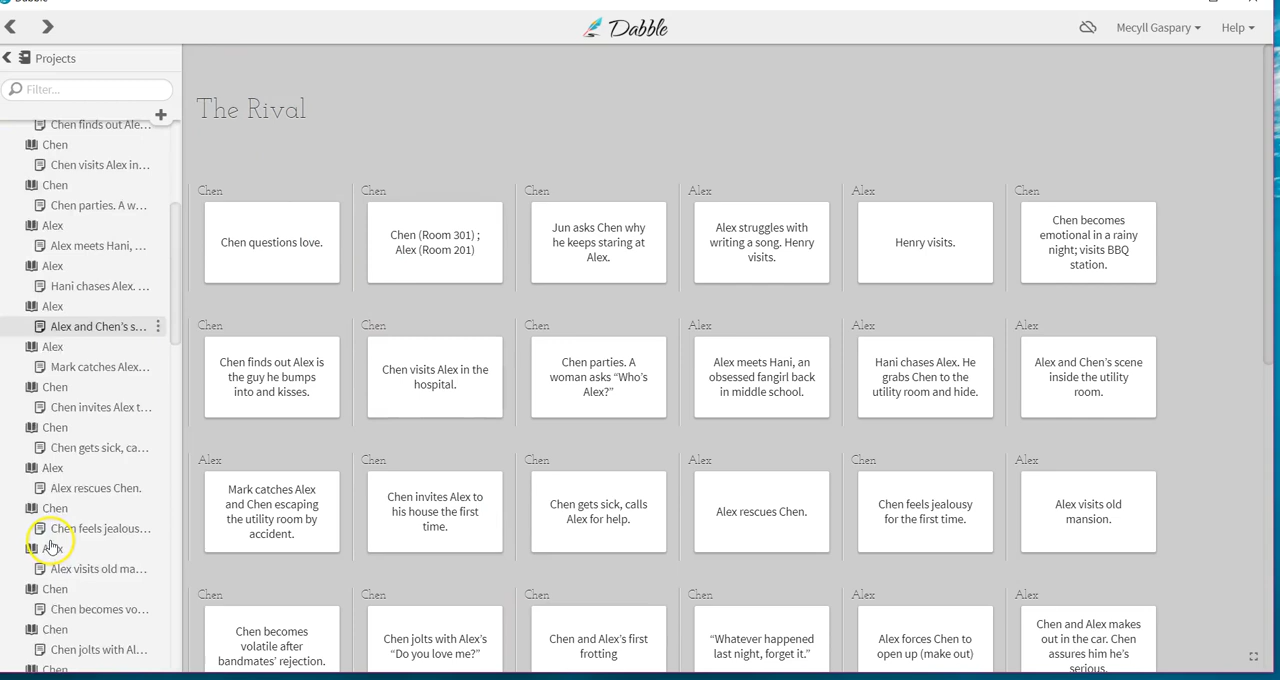 Dabble
Dabble
Mecyll Gaspary
Help
Projects
Filter...
Chen finds out Ale...
Chen
Chen visits Alex in...
Chen
Chen parties. A w...
Alex
Alex meets Hani, ...
Alex
Hani chases Alex. ...
Alex
Alex and Chen’s s...
Alex
Mark catches Alex...
Chen
Chen invites Alex t...
Chen
Chen gets sick, ca...
Alex
Alex rescues Chen.
Chen
Chen feels jealous...
Alex
Alex visits old ma...
Chen
Chen becomes vo...
Chen
Chen jolts with Al...
Chen
The Rival
Chen
Chen questions love.
Chen
Chen (Room 301) ;
Alex (Room 201)
Chen
Jun asks Chen why
he keeps staring at
Alex.
Alex
Alex struggles with
writing a song. Henry
visits.
Alex
Henry visits.
Chen
Chen becomes
emotional in a rainy
night; visits BBQ
station.
Chen
Chen finds out Alex is
the guy he bumps
into and kisses.
Chen
Chen visits Alex in the
hospital.
Chen
Chen parties. A
woman asks “Who’s
Alex?”
Alex
Alex meets Hani, an
obsessed fangirl back
in middle school.
Alex
Hani chases Alex. He
grabs Chen to the
utility room and hide.
Alex
Alex and Chen’s scene
inside the utility
room.
Alex
Mark catches Alex
and Chen escaping
the utility room by
accident.
Chen
Chen invites Alex to
his house the first
time.
Chen
Chen gets sick, calls
Alex for help.
Alex
Alex rescues Chen.
Chen
Chen feels jealousy
for the first time.
Alex
Alex visits old
mansion.
Chen
Chen becomes
volatile after
bandmates’ rejection.
Chen
Chen jolts with Alex’s
“Do you love me?”
Chen
Chen and Alex’s first
frotting
Chen
“Whatever happened
last night, forget it.”
Alex
Alex forces Chen to
open up (make out)
Alex
Chen and Alex makes
out in the car. Chen
assures him he’s
serious.